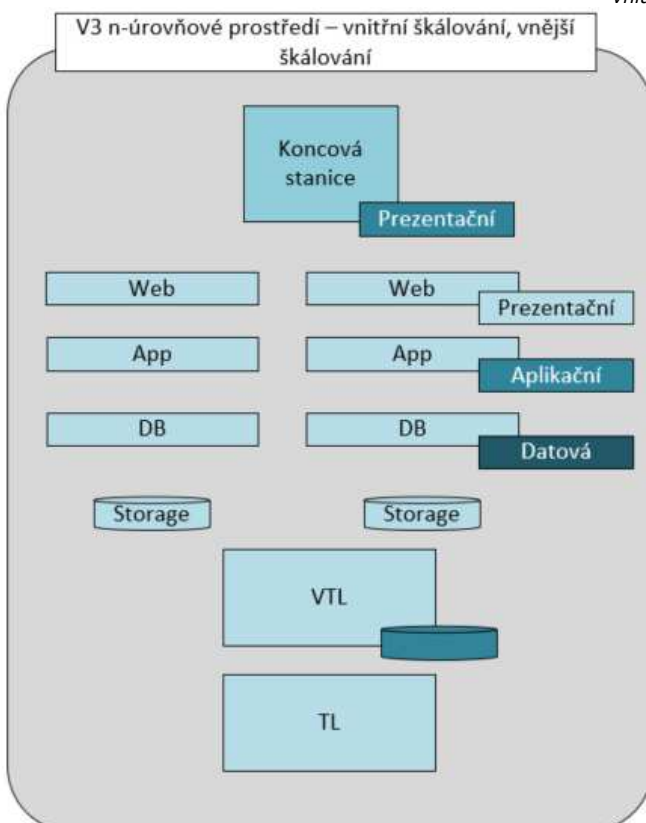 V3 n-úrovňové prostředí – vnitřní škálování, vnější
škálování
Koncová
stanice
Prezentační
Web
Web
Prezentační
App
App
Aplikační
DB
DB
Datová
Storage
Storage
VTL
TL